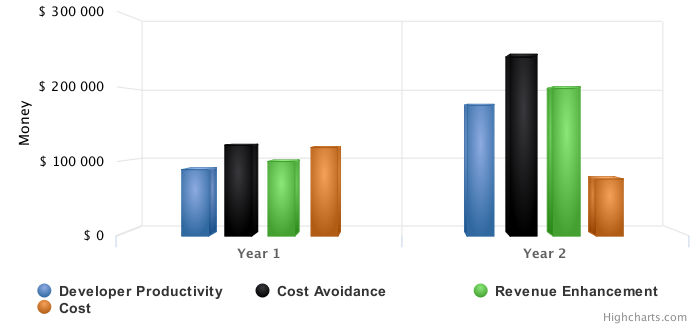 $ 300 000
$ 200 000
$ 100 000
$ 0
Money
Year 1
Year 2
Developer Productivity
Cost Avoidance
Revenue Enhancement
Cost
Highcharts.com